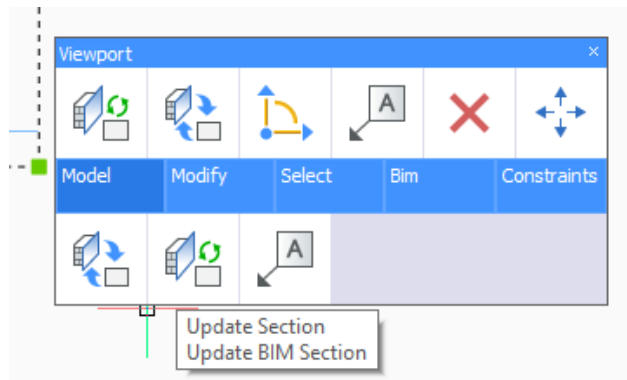 Viewport
A
Model Modify Select Bim Constraints
A
Update Section
Update BIM Section